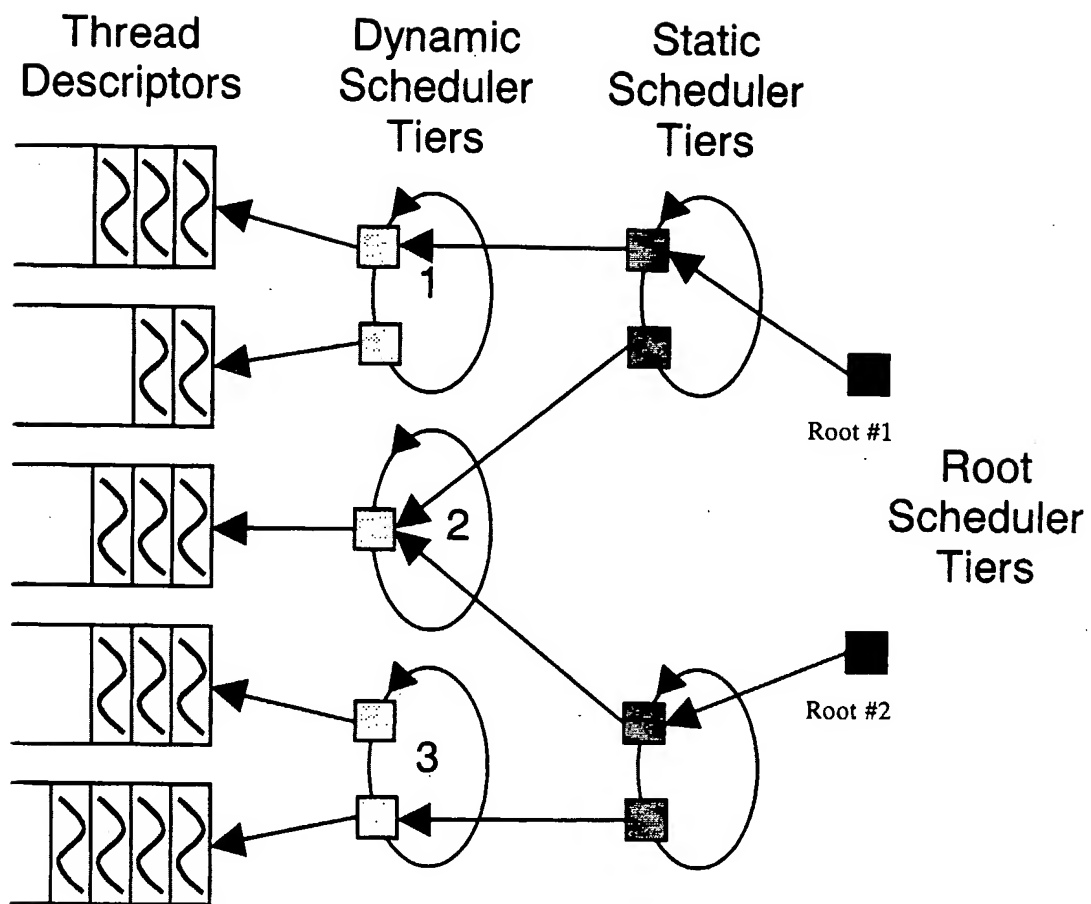 Thread
Descriptors
Dynamic
Scheduler
Tiers
Static
Scheduler
Tiers
1
Root #1
2
Root
Scheduler
Tiers
Root #2
3